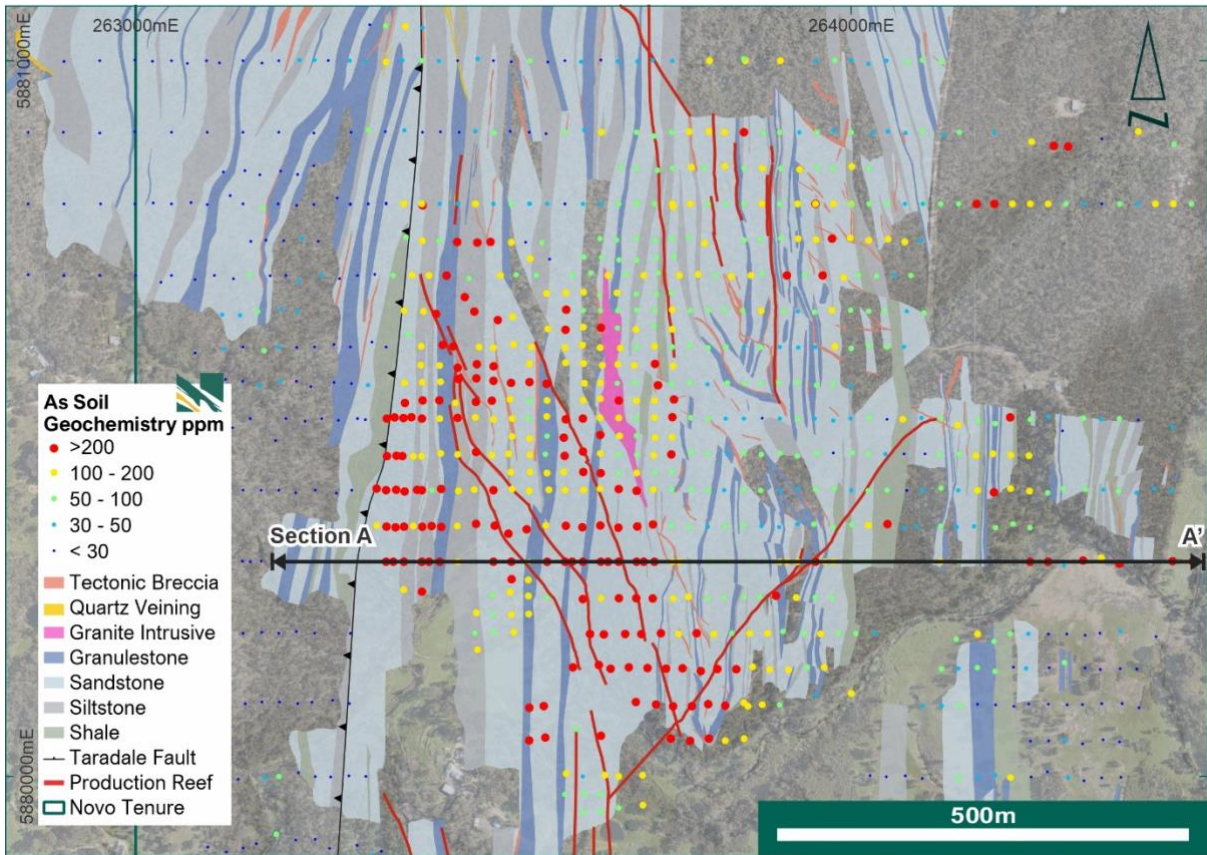 263000mE
264000mE
5881000mE
5880000mE
As Soil
Geochemistry ppm
>200
100 - 200
50 - 100
30 - 50
< 30
Tectonic Breccia
Quartz Veining
Granite Intrusive
Granulestone
Sandstone
Siltstone
Shale
Taradale Fault
Production Reef
Novo Tenure
Section A
A'
500m